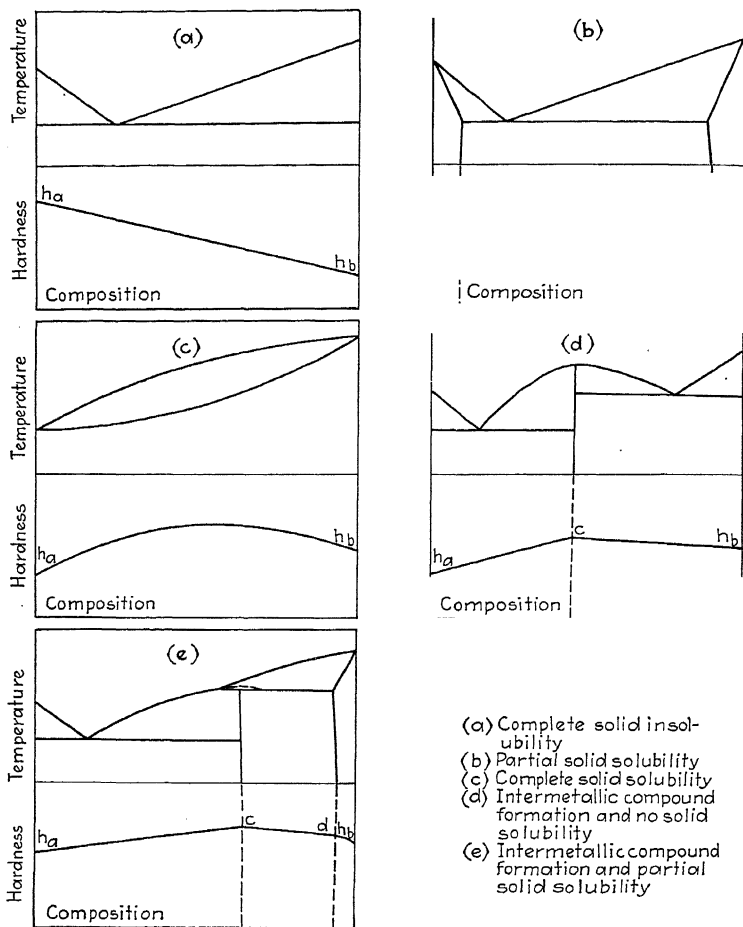 (a)
Temperature
ha
hb
Hardness
Composition
(b)
Composition
(c)
Temperature
ha
hb
Hardness
Composition
(d)
c
ha
hb
Composition
(e)
Temperature
ha
c
d
hb
Hardness
Composition
(a) Complete solid insol-
ubility
(b) Partial solid solubility
(c) Complete solid solubility
(d) Intermetallic compound
formation and no solid
solubility
(e) Intermetallic compound
formation and partial
solid solubility